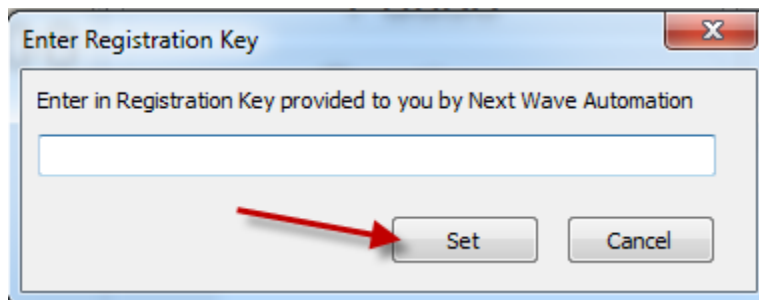 Enter Registration Key
Enter in Registration Key provided to you by Next Wave Automation
Set
Cancel